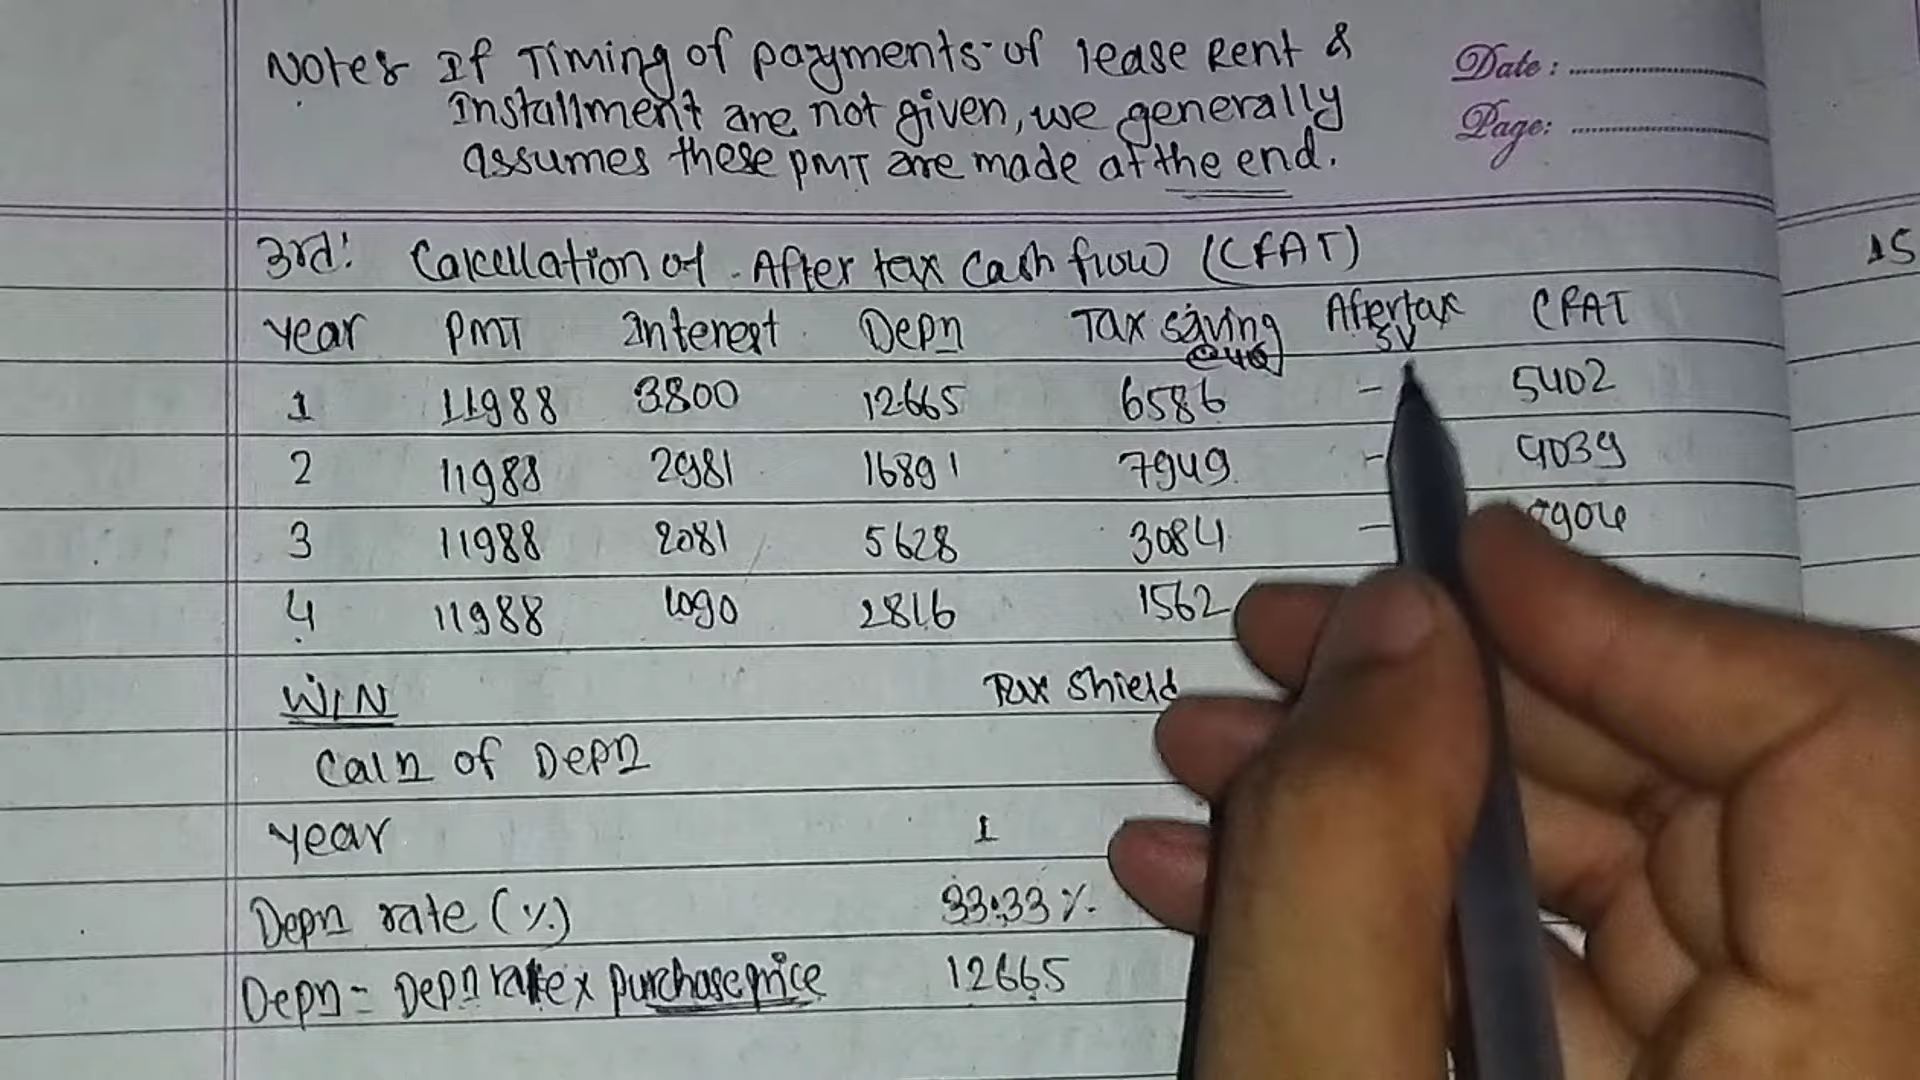 Notes If Timing of payments of lease Rent &
Installment are not given, we generally
assumes these PMT are made at the end.
Date:
Page:
15
3rd: Calcullation of After tax Cash flow (CFAT)
Year PMT Interest Depn Tax saving @40 Afertax SV CFAT
1 11988 3800 12665 6586 - 5402
2 11988 2981 16891 7949 - 4039
3 11988 2081 5628 3084 - 904
4 11988 1090 2816 1562
W/N Tax Shield
Caln of Depn
Year 1
Depn rate (%) 33.33%
Depn = Depn rate x purchase price 12665